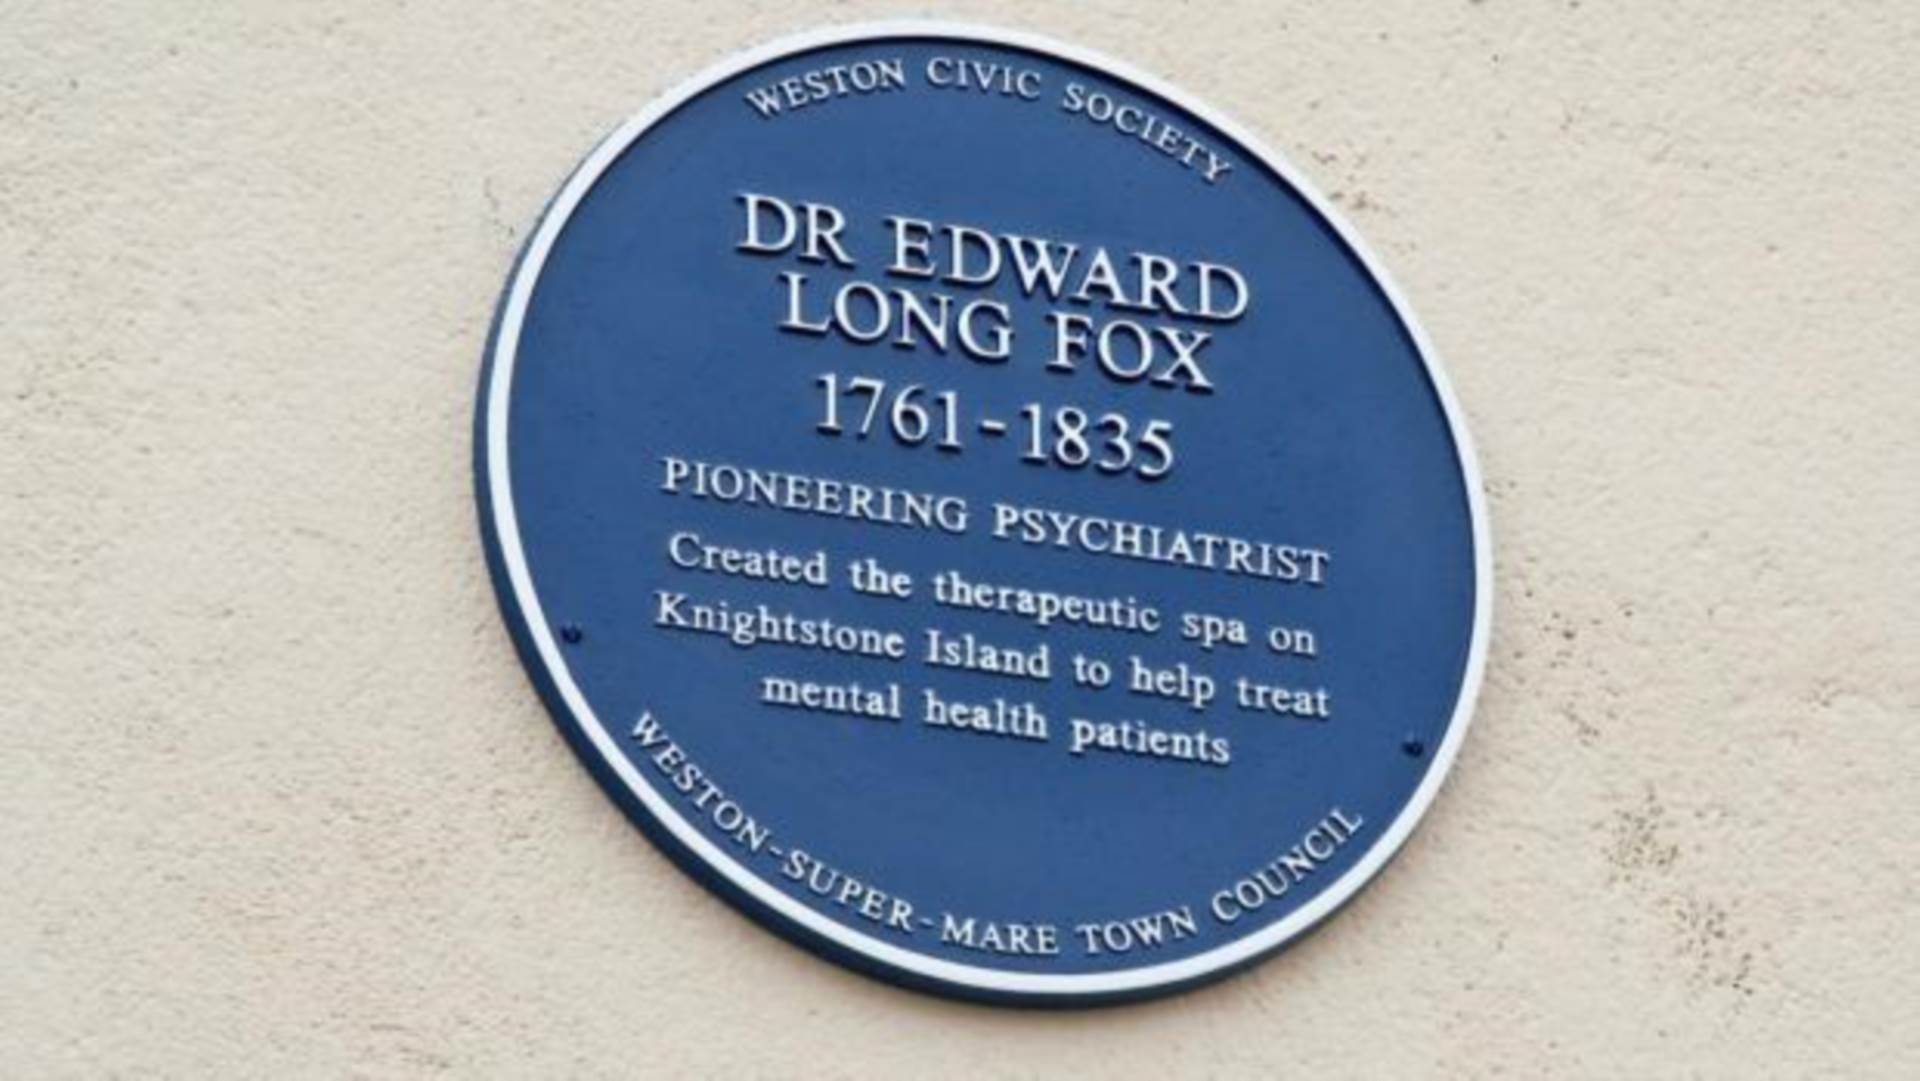 WESTON CIVIC SOCIETY
DR EDWARD
LONG FOX
1761-1835
PIONEERING PSYCHIATRIST
Created the therapeutic spa on
Knightstone Island to help treat
mental health patients
WESTON-SUPER-MARE TOWN COUNCIL